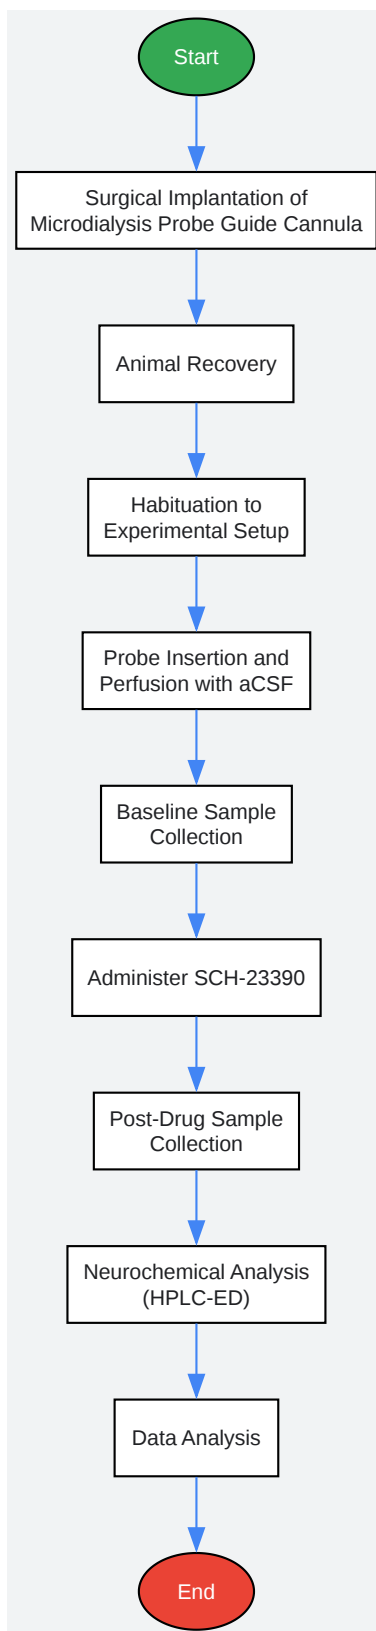 Start
Surgical Implantation of
Microdialysis Probe Guide Cannula
Animal Recovery
Habituation to
Experimental Setup
Probe Insertion and
Perfusion with aCSF
Baseline Sample
Collection
Administer SCH-23390
Post-Drug Sample
Collection
Neurochemical Analysis
(HPLC-ED)
Data Analysis
End